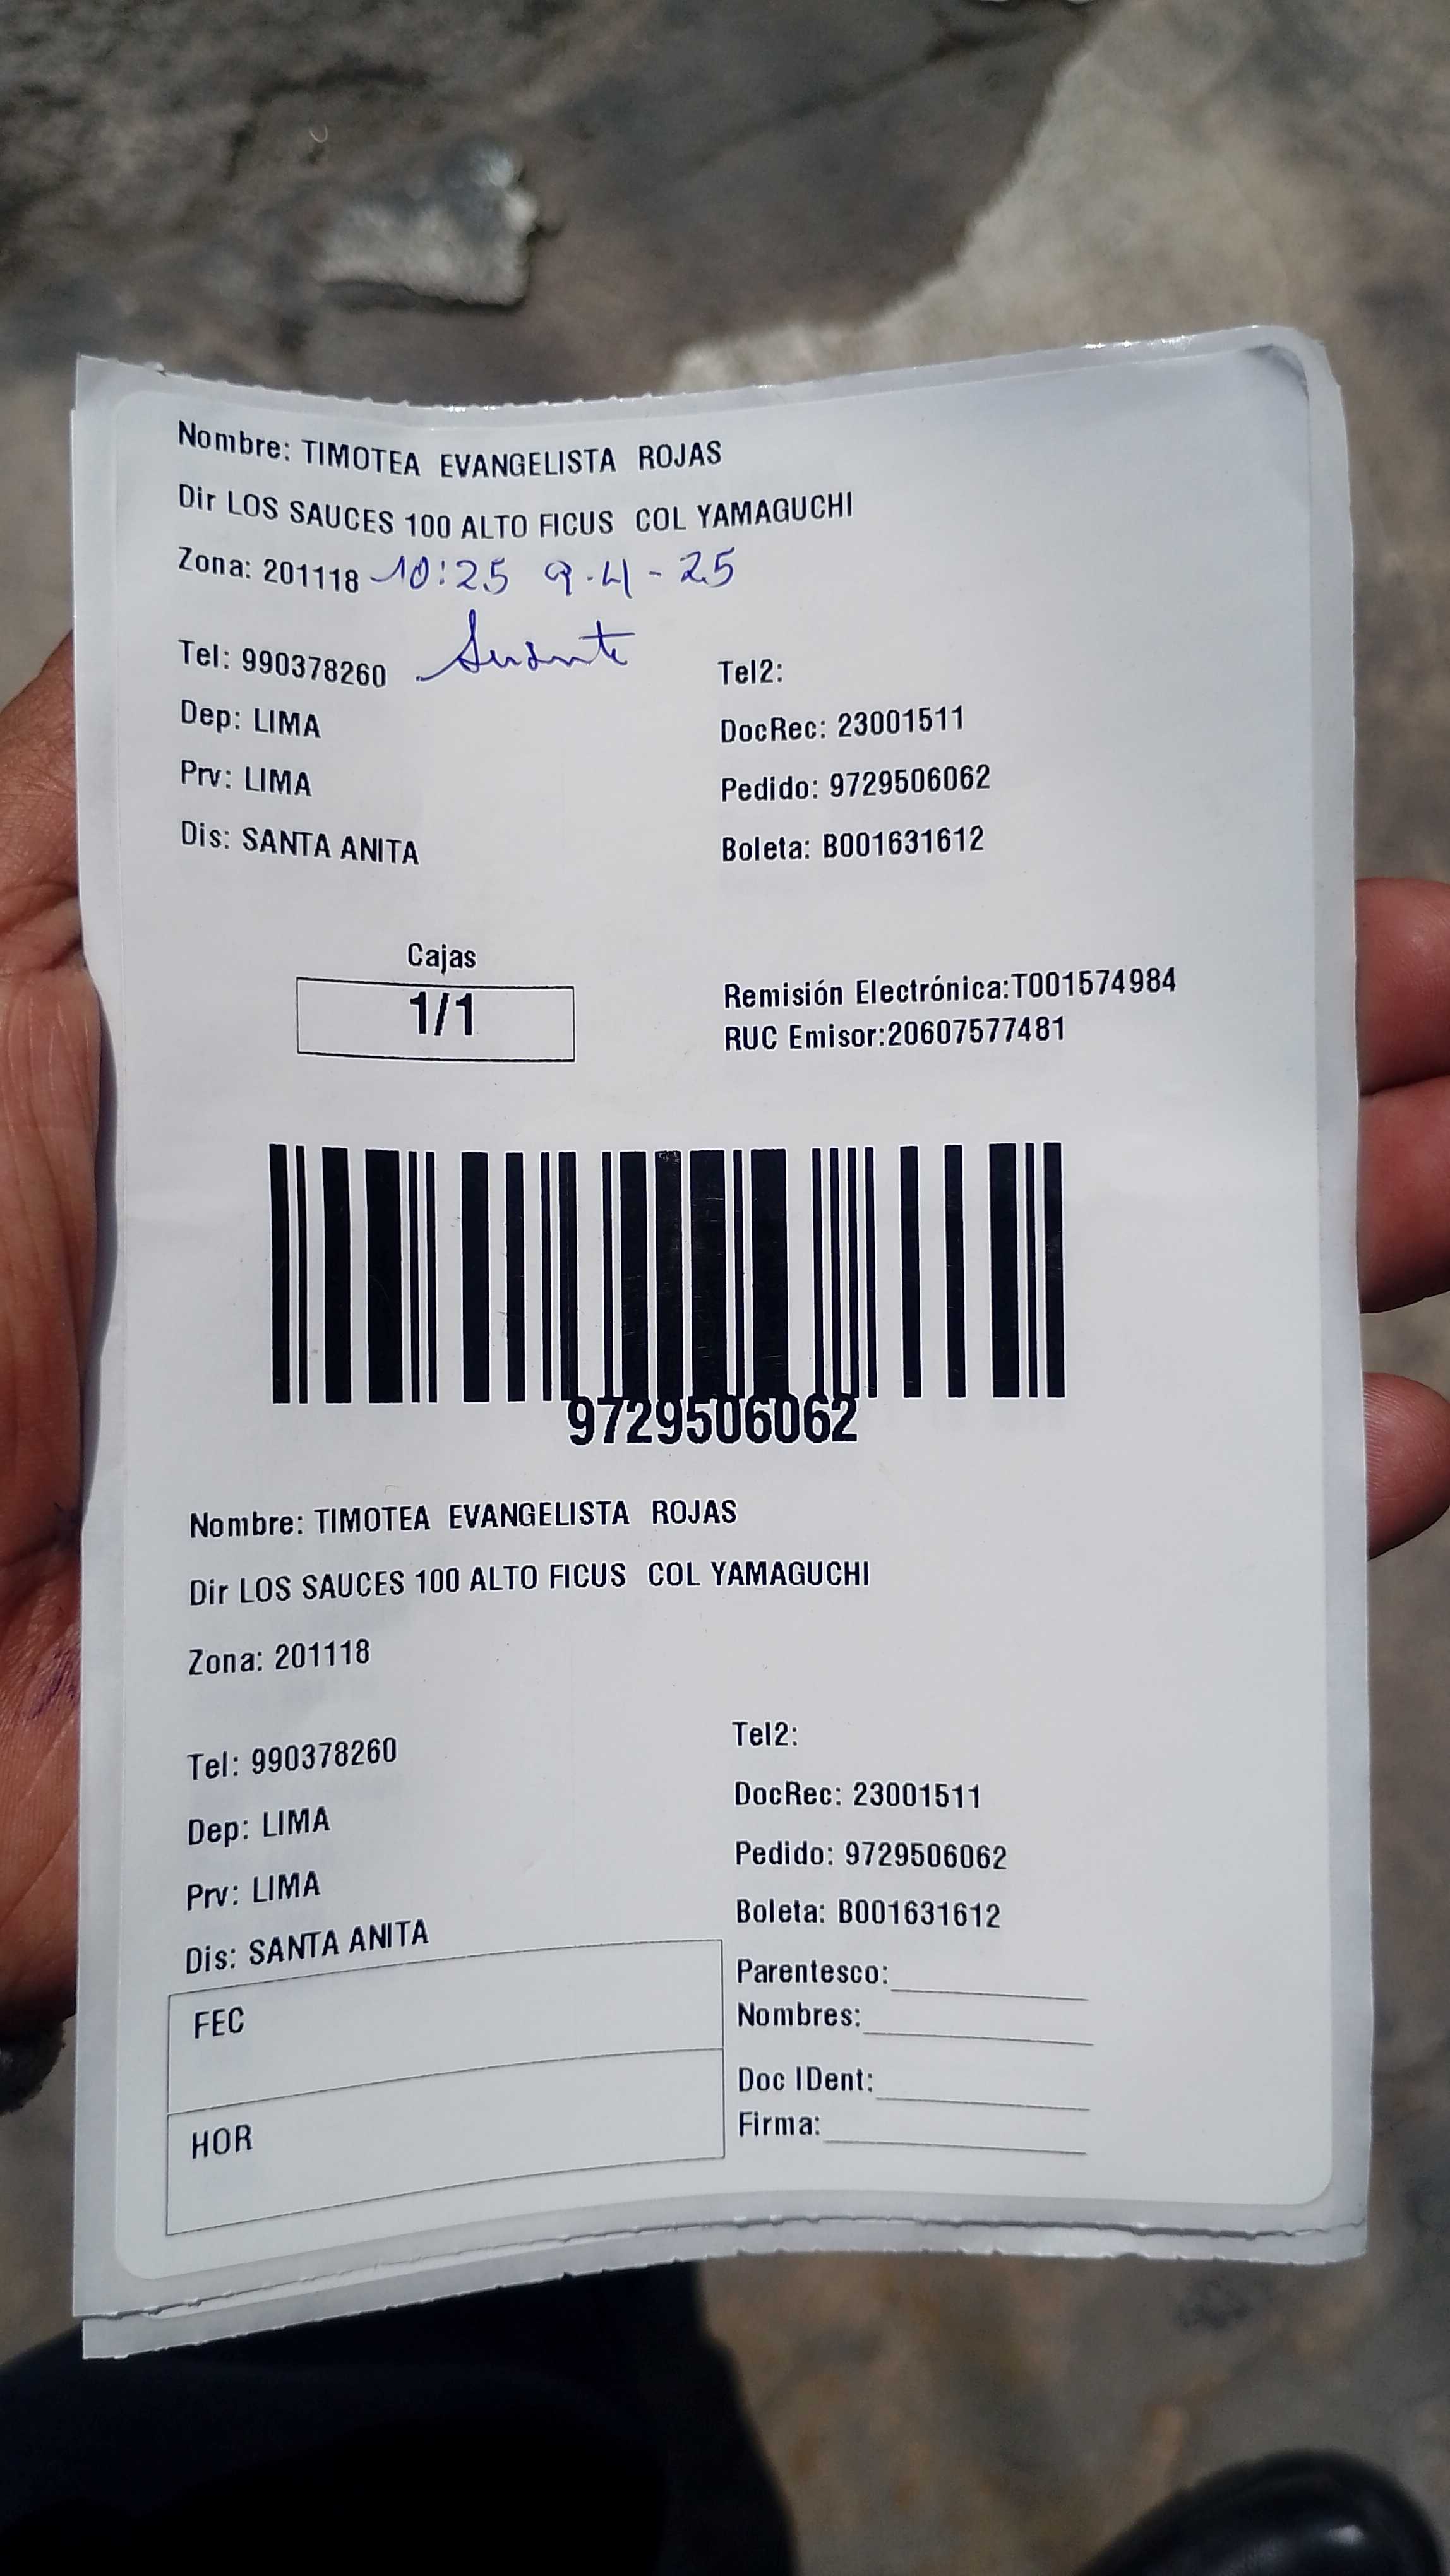 Nombre: TIMOTEA EVANGELISTA ROJAS
Dir LOS SAUCES 100 ALTO FICUS COL YAMAGUCHI
Zona: 201118 10:25 9-4-25
Tel: 990378260
Tel2:
Dep: LIMA
DocRec: 23001511
Prv: LIMA
Pedido: 9729506062
Dis: SANTA ANITA
Boleta: B001631612
Cajas
1/1
Remisión Electrónica:T001574984
RUC Emisor:20607577481
9729506062
Nombre: TIMOTEA EVANGELISTA ROJAS
Dir LOS SAUCES 100 ALTO FICUS COL YAMAGUCHI
Zona: 201118
Tel: 990378260
Tel2:
Dep: LIMA
DocRec: 23001511
Prv: LIMA
Pedido: 9729506062
Dis: SANTA ANITA
Boleta: B001631612
FEC
HOR
Parentesco:
Nombres:
Doc IDent:
Firma: